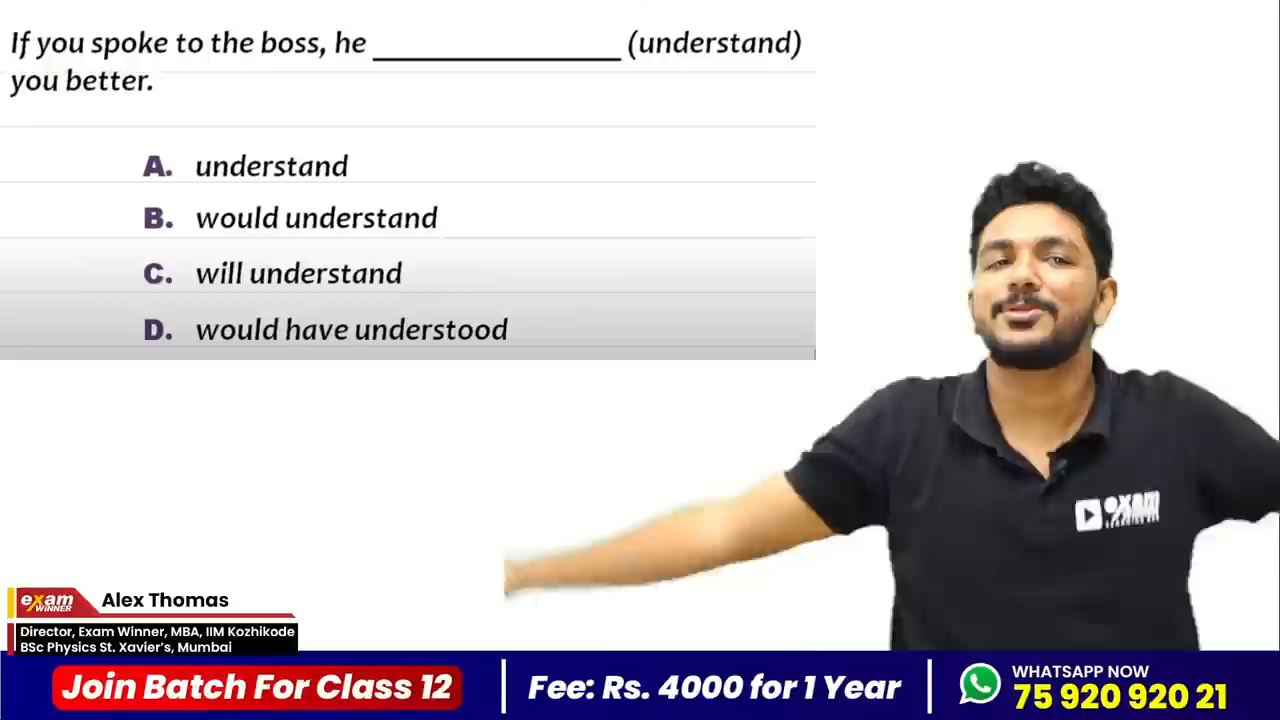 If you spoke to the boss, he ______________ (understand)
you better.
A. understand
B. would understand
C. will understand
D. would have understood
exam
exam
WINNER
Alex Thomas
Director, Exam Winner, MBA, IIM Kozhikode
BSc Physics St. Xavier's, Mumbai
Join Batch For Class 12
Fee: Rs. 4000 for 1 Year
WHATSAPP NOW
75 920 920 21